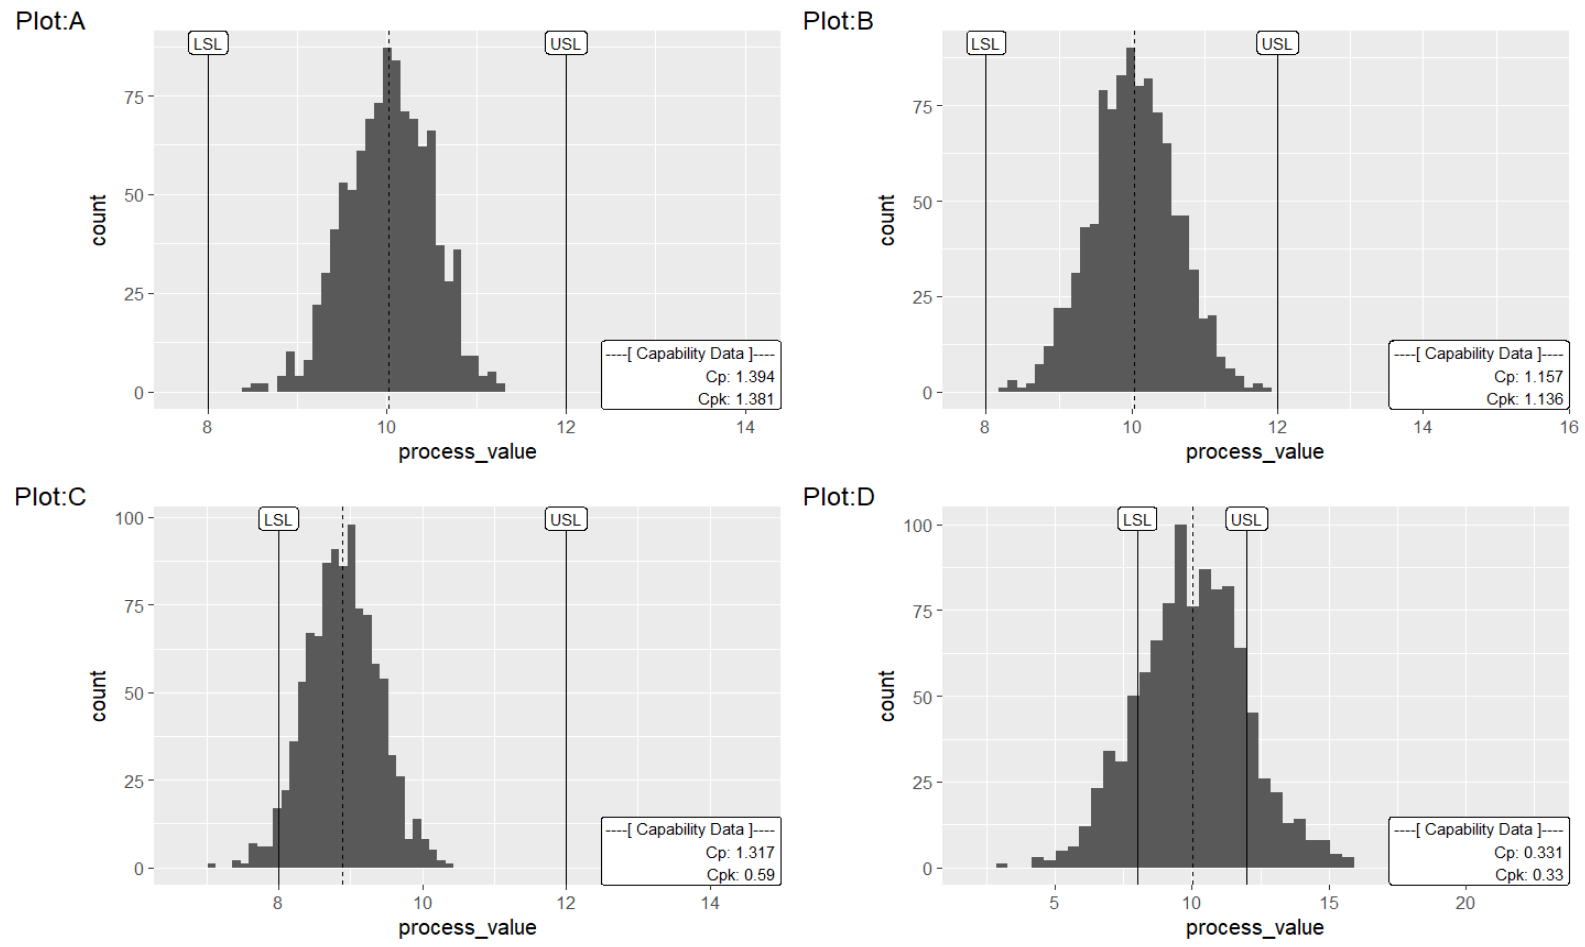 Plot:A
LSL
USL
75
50
25
0
count
----[ Capability Data ]----
Cp: 1.394
Cpk: 1.381
8
10
12
14
process_value
Plot:B
LSL
USL
75
50
25
0
count
----[ Capability Data ]----
Cp: 1.157
Cpk: 1.136
8
10
12
14
16
process_value
Plot:C
LSL
USL
100
75
50
25
0
count
----[ Capability Data ]----
Cp: 1.317
Cpk: 0.59
8
10
12
14
process_value
Plot:D
LSL
USL
100
75
50
25
0
count
----[ Capability Data ]----
Cp: 0.331
Cpk: 0.33
5
10
15
20
process_value